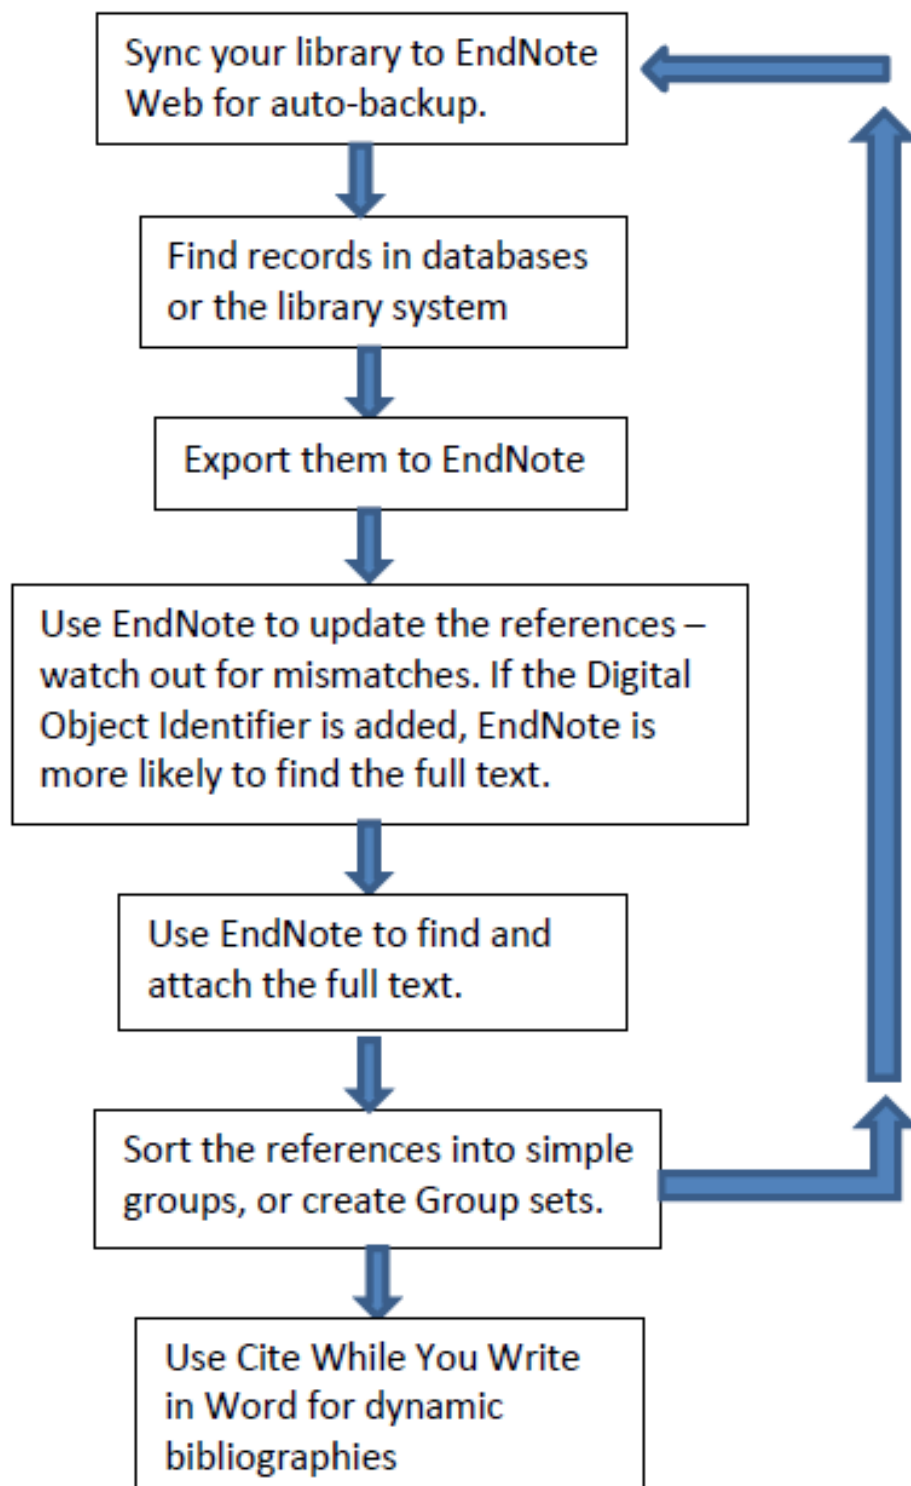 Sync your library to EndNote
Web for auto-backup.
Find records in databases
or the library system
Export them to EndNote
Use EndNote to update the references –
watch out for mismatches. If the Digital
Object Identifier is added, EndNote is
more likely to find the full text.
Use EndNote to find and
attach the full text.
Sort the references into simple
groups, or create Group sets.
Use Cite While You Write
in Word for dynamic
bibliographies